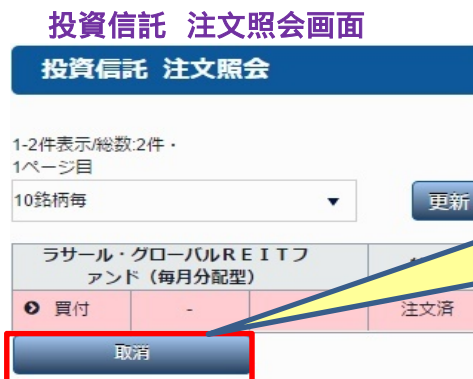 投資信託 注文照会画面
投資信託 注文照会
1-2件表示/総数:2件・
1ページ目
10銘柄毎
更新
ラサール・グローバルＲＥＩＴフ
ァンド（毎月分配型）
買付 - 注文済
取消